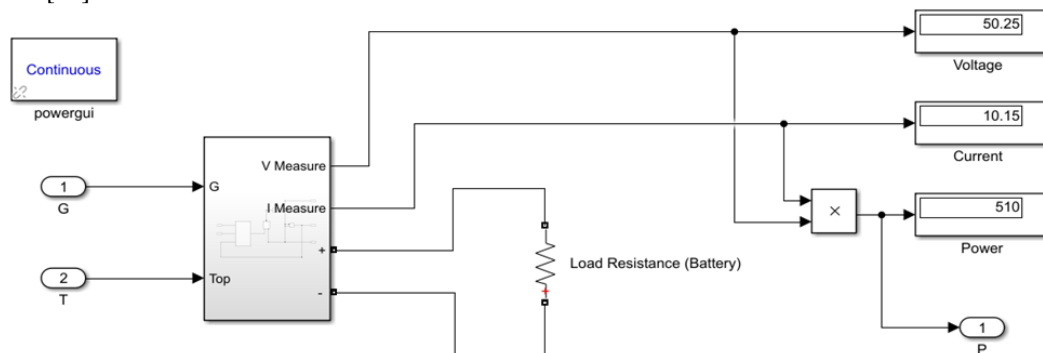 50.25
Voltage
Continuous
powergui
10.15
Current
V Measure
1
G
G
I Measure
×
510
Power
+
Load Resistance (Battery)
2
T
Top
-
+
1
P